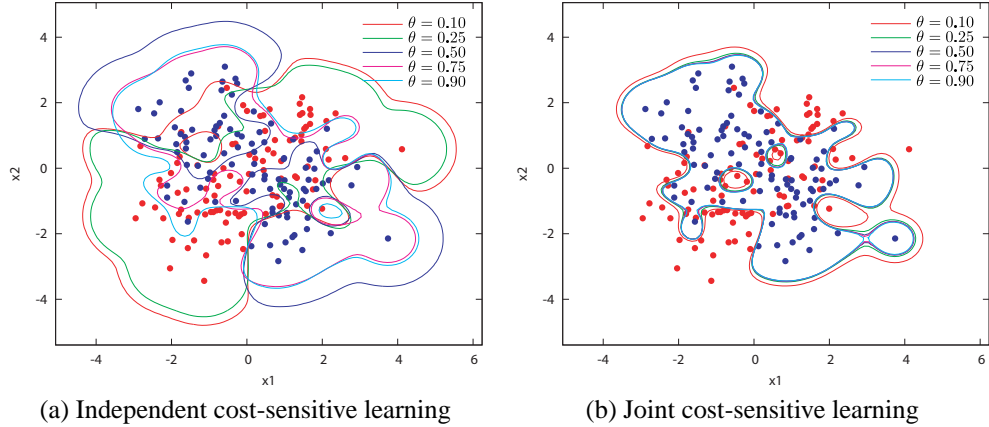 θ = 0.10
θ = 0.25
θ = 0.50
θ = 0.75
θ = 0.90
4
2
0
-2
-4
x2
-4
-2
0
2
4
6
x1
(a) Independent cost-sensitive learning
θ = 0.10
θ = 0.25
θ = 0.50
θ = 0.75
θ = 0.90
4
2
0
-2
-4
x2
-4
-2
0
2
4
6
x1
(b) Joint cost-sensitive learning